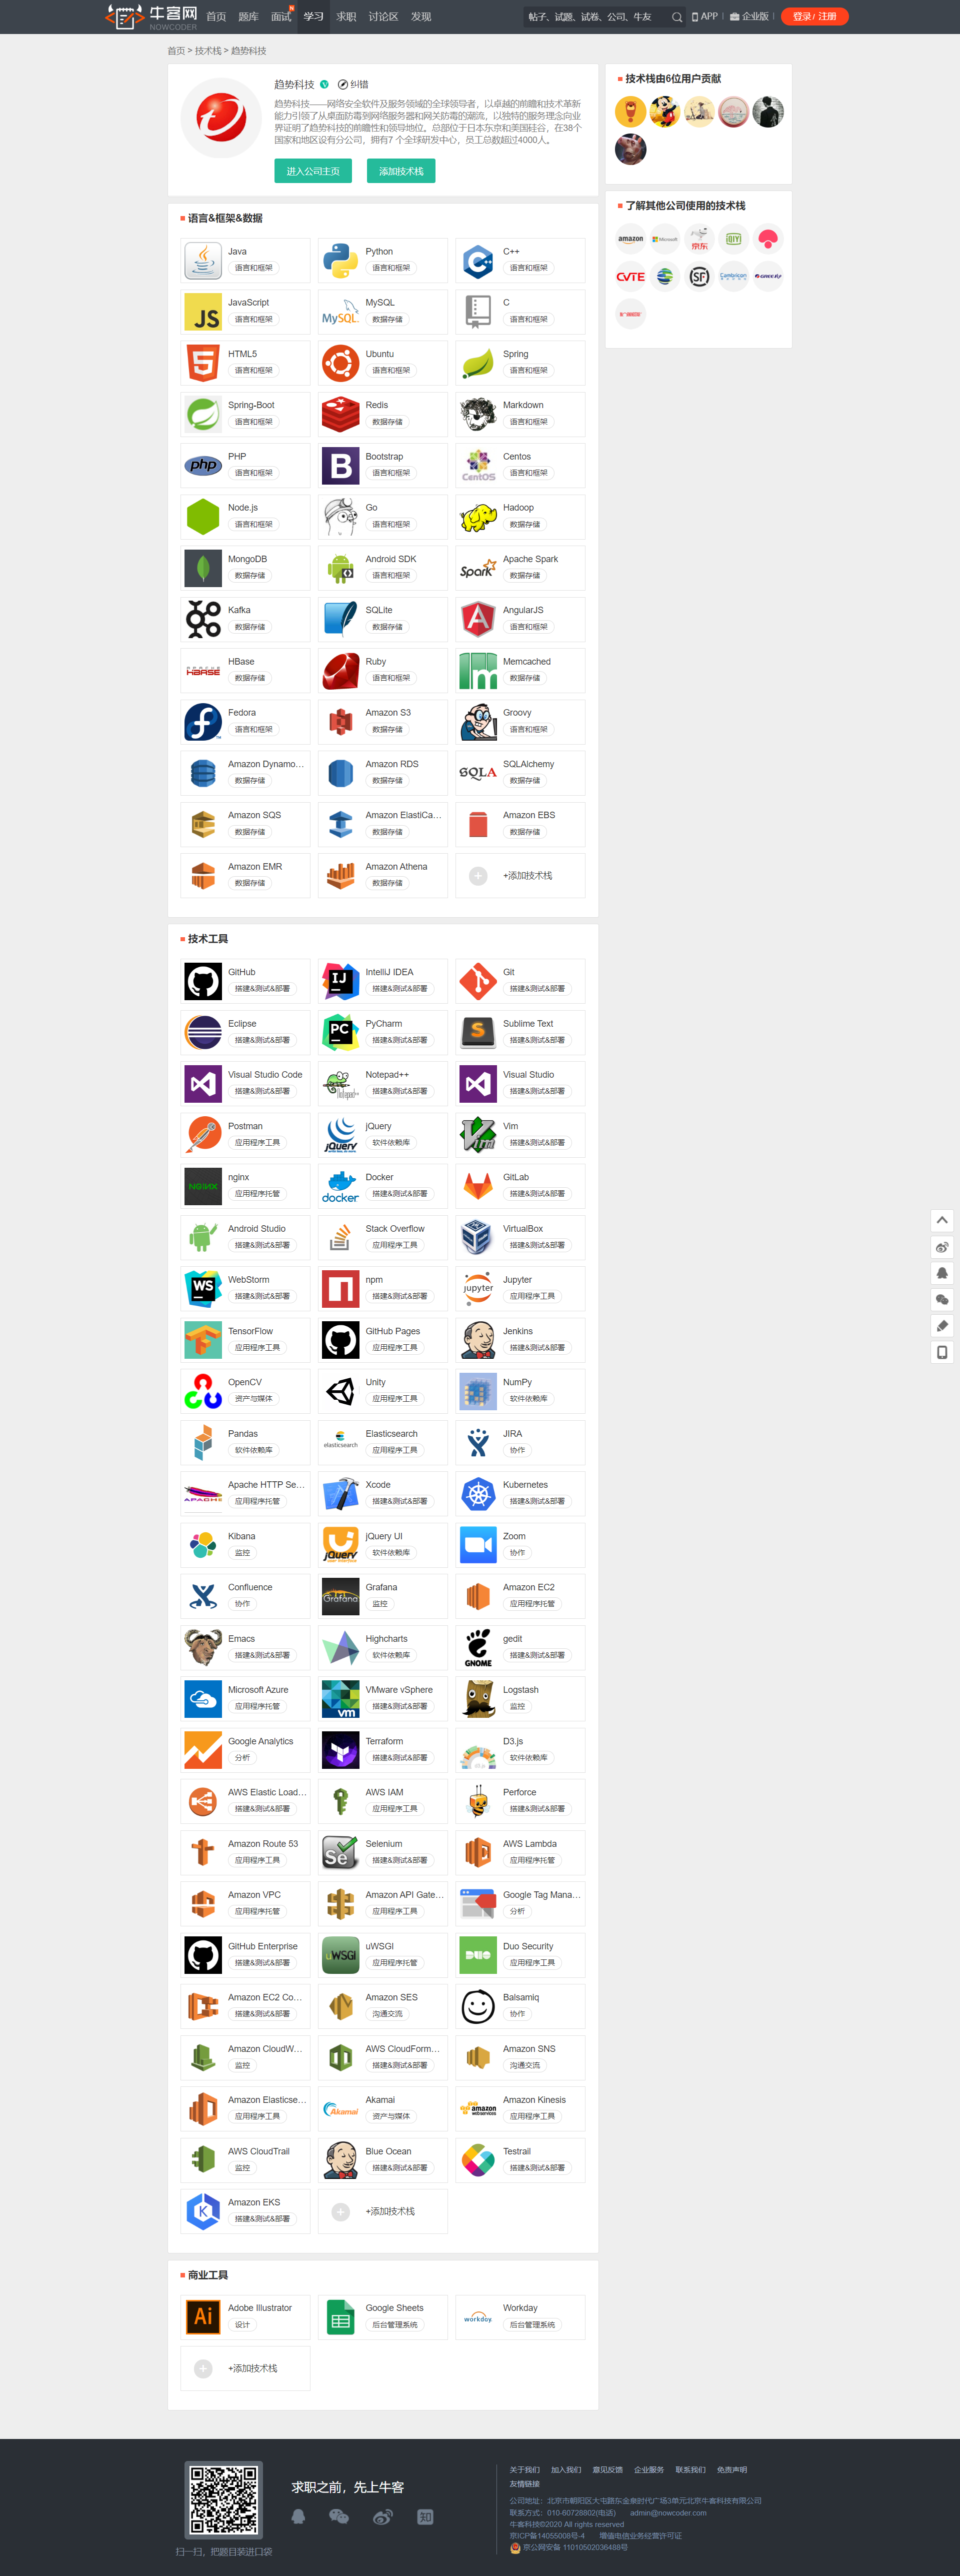 牛客网
NOWCODER
首页 题库 面试 学习 求职 讨论区 发现
帖子、试题、试卷、公司、牛友
APP 企业版 登录 / 注册
首页 > 技术栈 > 趋势科技
趋势科技 纠错
趋势科技——网络安全软件及服务领域的全球领导者，以卓越的前瞻和技术革新
能力引领了从桌面防毒到网络服务器和网关防毒的潮流，以独特的服务理念向业
界证明了趋势科技的前瞻性和领导地位。总部位于日本东京和美国硅谷，在38个
国家和地区设有分公司，拥有7 个全球研发中心，员工总数超过4000人。
进入公司主页 添加技术栈
技术栈由6位用户贡献
了解其他公司使用的技术栈
amazon Microsoft 京东 QIYI
CVTE SF Cambricon GREE
语言&框架&数据
Java Python C++
语言和框架 语言和框架 语言和框架
JavaScript MySQL C
语言和框架 数据存储 语言和框架
HTML5 Ubuntu Spring
语言和框架 语言和框架 语言和框架
Spring-Boot Redis Markdown
语言和框架 数据存储 语言和框架
PHP Bootstrap Centos
语言和框架 语言和框架 语言和框架
Node.js Go Hadoop
语言和框架 语言和框架 数据存储
MongoDB Android SDK Apache Spark
数据存储 语言和框架 数据存储
Kafka SQLite AngularJS
数据存储 数据存储 语言和框架
HBase Ruby Memcached
数据存储 语言和框架 数据存储
Fedora Amazon S3 Groovy
语言和框架 数据存储 语言和框架
Amazon Dynamo... Amazon RDS SQLAlchemy
数据存储 数据存储 数据存储
Amazon SQS Amazon ElastiCa... Amazon EBS
数据存储 数据存储 数据存储
Amazon EMR Amazon Athena +添加技术栈
数据存储 数据存储
技术工具
GitHub IntelliJ IDEA Git
搭建&测试&部署 搭建&测试&部署 搭建&测试&部署
Eclipse PyCharm Sublime Text
搭建&测试&部署 搭建&测试&部署 搭建&测试&部署
Visual Studio Code Notepad++ Visual Studio
搭建&测试&部署 搭建&测试&部署 搭建&测试&部署
Postman jQuery Vim
应用程序工具 软件依赖库 搭建&测试&部署
nginx Docker GitLab
应用程序托管 搭建&测试&部署 搭建&测试&部署
Android Studio Stack Overflow VirtualBox
搭建&测试&部署 应用程序工具 搭建&测试&部署
WebStorm npm Jupyter
搭建&测试&部署 搭建&测试&部署 应用程序工具
TensorFlow GitHub Pages Jenkins
应用程序工具 应用程序工具 搭建&测试&部署
OpenCV Unity NumPy
资产与媒体 应用程序工具 软件依赖库
Pandas Elasticsearch JIRA
软件依赖库 应用程序工具 协作
Apache HTTP Se... Xcode Kubernetes
应用程序托管 搭建&测试&部署 搭建&测试&部署
Kibana jQuery UI Zoom
监控 软件依赖库 协作
Confluence Grafana Amazon EC2
协作 监控 应用程序托管
Emacs Highcharts gedit
搭建&测试&部署 软件依赖库 搭建&测试&部署
Microsoft Azure VMware vSphere Logstash
应用程序托管 搭建&测试&部署 监控
Google Analytics Terraform D3.js
分析 搭建&测试&部署 软件依赖库
AWS Elastic Load... AWS IAM Perforce
搭建&测试&部署 应用程序工具 搭建&测试&部署
Amazon Route 53 Selenium AWS Lambda
应用程序工具 搭建&测试&部署 应用程序托管
Amazon VPC Amazon API Gate... Google Tag Mana...
应用程序托管 应用程序工具 分析
GitHub Enterprise uWSGI Duo Security
搭建&测试&部署 应用程序托管 应用程序工具
Amazon EC2 Co... Amazon SES Balsamiq
搭建&测试&部署 沟通交流 协作
Amazon CloudW... AWS CloudForm... Amazon SNS
监控 搭建&测试&部署 沟通交流
Amazon Elasticse... Akamai Amazon Kinesis
应用程序工具 资产与媒体 应用程序工具
AWS CloudTrail Blue Ocean Testrail
监控 搭建&测试&部署 搭建&测试&部署
Amazon EKS +添加技术栈
搭建&测试&部署
商业工具
Adobe Illustrator Google Sheets Workday
设计 后台管理系统 后台管理系统
+添加技术栈
求职之前，先上牛客
扫一扫，把题目装进口袋
关于我们 加入我们 意见反馈 企业服务 联系我们 免责声明
友情链接
公司地址：北京市朝阳区大屯路东金泉时代广场3单元北京牛客科技有限公司
联系方式：010-60728802(电话) admin@nowcoder.com
牛客科技©2020 All rights reserved
京ICP备14055008号-4 增值电信业务经营许可证
京公网安备 11010502036488号